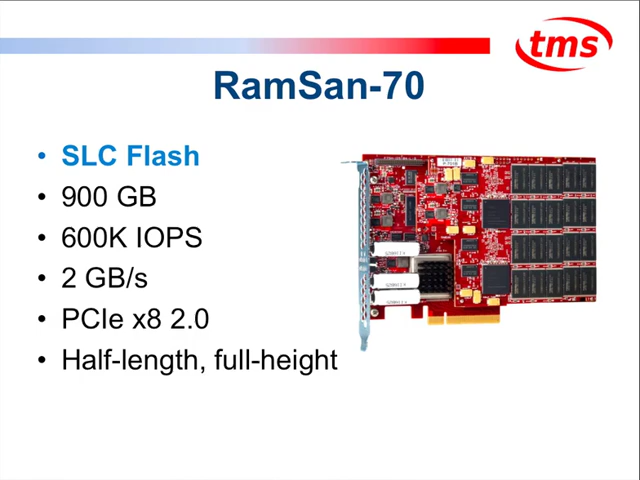 tms
RamSan-70
• SLC Flash
• 900 GB
• 600K IOPS
• 2 GB/s
• PCIe x8 2.0
• Half-length, full-height